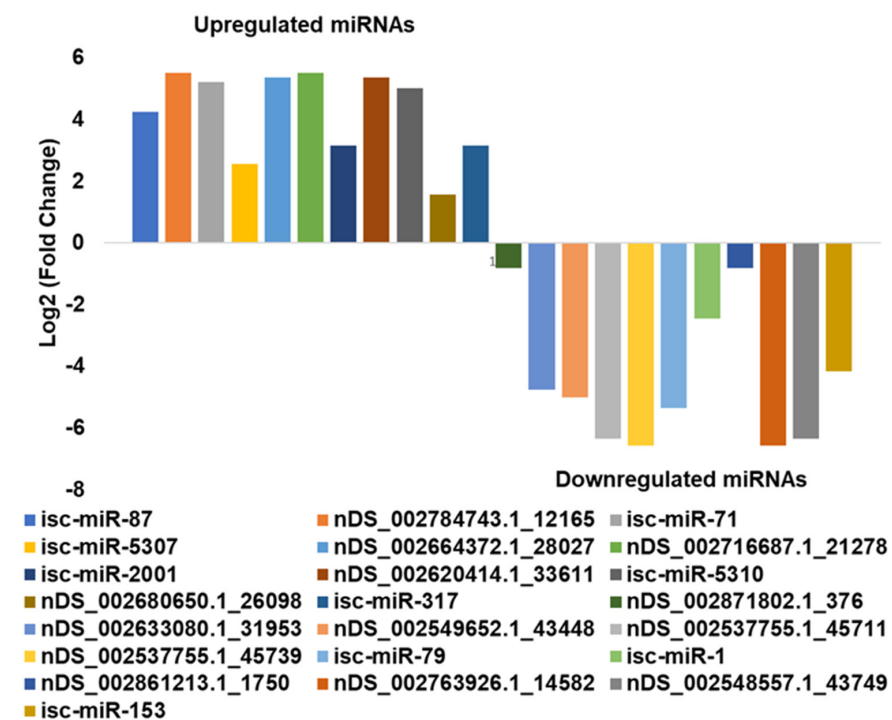 Upregulated miRNAs
6
4
2
0
-2
-4
-6
-8
Log2 (Fold Change)
1
Downregulated miRNAs
isc-miR-87 nDS_002784743.1_12165 isc-miR-71
isc-miR-5307 nDS_002664372.1_28027 nDS_002716687.1_21278
isc-miR-2001 nDS_002620414.1_33611 isc-miR-5310
nDS_002680650.1_26098 isc-miR-317 nDS_002871802.1_376
nDS_002633080.1_31953 nDS_002549652.1_43448 nDS_002537755.1_45711
nDS_002537755.1_45739 isc-miR-79 isc-miR-1
nDS_002861213.1_1750 nDS_002763926.1_14582 nDS_002548557.1_43749
isc-miR-153